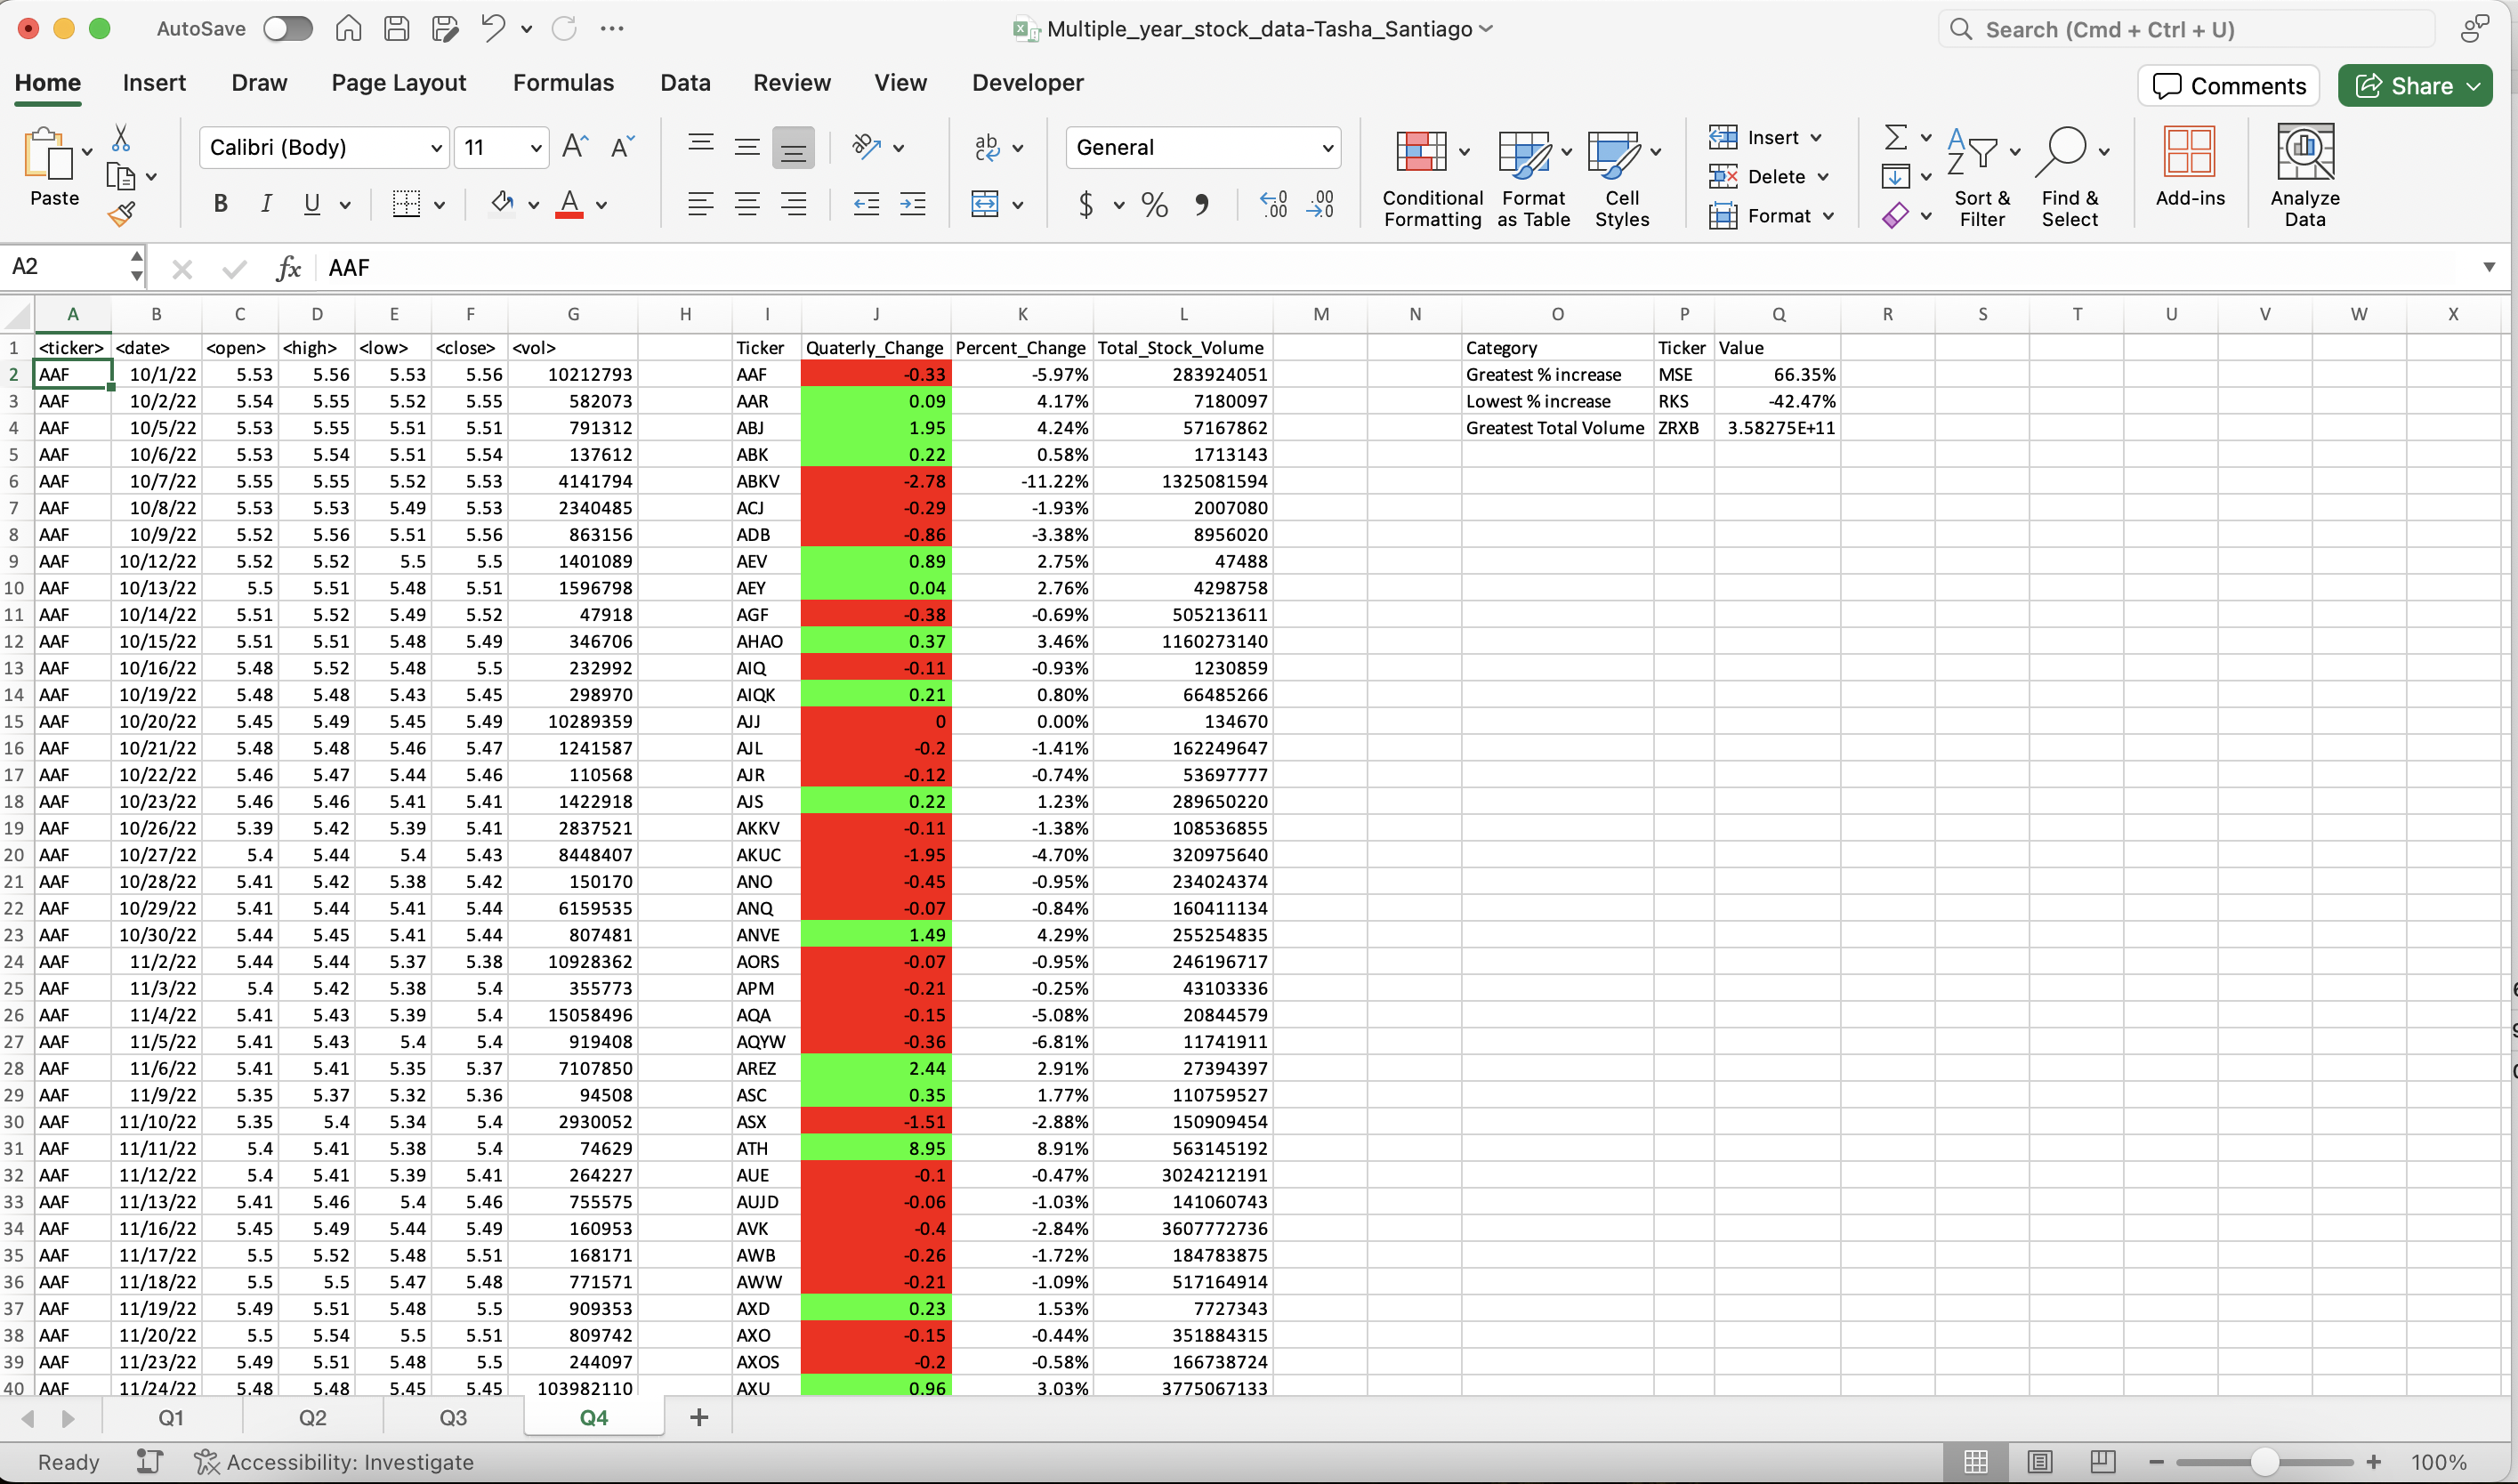 AutoSave Multiple_year_stock_data-Tasha_Santiago Search (Cmd + Ctrl + U)
Home Insert Draw Page Layout Formulas Data Review View Developer Comments Share
Paste Calibri (Body) 11 General Conditional Formatting Format as Table Cell Styles Insert Delete Format Sort & Filter Find & Select Add-ins Analyze Data
A2 fx AAF
A B C D E F G H I J K L M N O P Q R S T U V W X
1 <ticker> <date> <open> <high> <low> <close> <vol> Ticker Quaterly_Change Percent_Change Total_Stock_Volume Category Ticker Value
2 AAF 10/1/22 5.53 5.56 5.53 5.56 10212793 AAF -0.33 -5.97% 283924051 Greatest % increase MSE 66.35%
3 AAF 10/2/22 5.54 5.55 5.52 5.55 582073 AAR 0.09 4.17% 7180097 Lowest % increase RKS -42.47%
4 AAF 10/5/22 5.53 5.55 5.51 5.51 791312 ABJ 1.95 4.24% 57167862 Greatest Total Volume ZRXB 3.58275E+11
5 AAF 10/6/22 5.53 5.54 5.51 5.54 137612 ABK 0.22 0.58% 1713143
6 AAF 10/7/22 5.55 5.55 5.52 5.53 4141794 ABKV -2.78 -11.22% 1325081594
7 AAF 10/8/22 5.53 5.53 5.49 5.53 2340485 ACJ -0.29 -1.93% 2007080
8 AAF 10/9/22 5.52 5.56 5.51 5.56 863156 ADB -0.86 -3.38% 8956020
9 AAF 10/12/22 5.52 5.52 5.5 5.5 1401089 AEV 0.89 2.75% 47488
10 AAF 10/13/22 5.5 5.51 5.48 5.51 1596798 AEY 0.04 2.76% 4298758
11 AAF 10/14/22 5.51 5.52 5.49 5.52 47918 AGF -0.38 -0.69% 505213611
12 AAF 10/15/22 5.51 5.51 5.48 5.49 346706 AHAO 0.37 3.46% 1160273140
13 AAF 10/16/22 5.48 5.52 5.48 5.5 232992 AIQ -0.11 -0.93% 1230859
14 AAF 10/19/22 5.48 5.48 5.43 5.45 298970 AIQK 0.21 0.80% 66485266
15 AAF 10/20/22 5.45 5.49 5.45 5.49 10289359 AJJ 0 0.00% 134670
16 AAF 10/21/22 5.48 5.48 5.46 5.47 1241587 AJL -0.2 -1.41% 162249647
17 AAF 10/22/22 5.46 5.47 5.44 5.46 110568 AJR -0.12 -0.74% 53697777
18 AAF 10/23/22 5.46 5.46 5.41 5.41 1422918 AJS 0.22 1.23% 289650220
19 AAF 10/26/22 5.39 5.42 5.39 5.41 2837521 AKKV -0.11 -1.38% 108536855
20 AAF 10/27/22 5.4 5.44 5.4 5.43 8448407 AKUC -1.95 -4.70% 320975640
21 AAF 10/28/22 5.41 5.42 5.38 5.42 150170 ANO -0.45 -0.95% 234024374
22 AAF 10/29/22 5.41 5.44 5.41 5.44 6159535 ANQ -0.07 -0.84% 160411134
23 AAF 10/30/22 5.44 5.45 5.41 5.44 807481 ANVE 1.49 4.29% 255254835
24 AAF 11/2/22 5.44 5.44 5.37 5.38 10928362 AORS -0.07 -0.95% 246196717
25 AAF 11/3/22 5.4 5.42 5.38 5.4 355773 APM -0.21 -0.25% 43103336
26 AAF 11/4/22 5.41 5.43 5.39 5.4 15058496 AQA -0.15 -5.08% 20844579
27 AAF 11/5/22 5.41 5.43 5.4 5.4 919408 AQYW -0.36 -6.81% 11741911
28 AAF 11/6/22 5.41 5.41 5.35 5.37 7107850 AREZ 2.44 2.91% 27394397
29 AAF 11/9/22 5.35 5.37 5.32 5.36 94508 ASC 0.35 1.77% 110759527
30 AAF 11/10/22 5.35 5.4 5.34 5.4 2930052 ASX -1.51 -2.88% 150909454
31 AAF 11/11/22 5.4 5.41 5.38 5.4 74629 ATH 8.95 8.91% 563145192
32 AAF 11/12/22 5.4 5.41 5.39 5.41 264227 AUE -0.1 -0.47% 3024212191
33 AAF 11/13/22 5.41 5.46 5.4 5.46 755575 AUJD -0.06 -1.03% 141060743
34 AAF 11/16/22 5.45 5.49 5.44 5.49 160953 AVK -0.4 -2.84% 3607772736
35 AAF 11/17/22 5.5 5.52 5.48 5.51 168171 AWB -0.26 -1.72% 184783875
36 AAF 11/18/22 5.5 5.5 5.47 5.48 771571 AWW -0.21 -1.09% 517164914
37 AAF 11/19/22 5.49 5.51 5.48 5.5 909353 AXD 0.23 1.53% 7727343
38 AAF 11/20/22 5.5 5.54 5.5 5.51 809742 AXO -0.15 -0.44% 351884315
39 AAF 11/23/22 5.49 5.51 5.48 5.5 244097 AXOS -0.2 -0.58% 166738724
40 AAF 11/24/22 5.48 5.48 5.45 5.45 103982110 AXU 0.96 3.03% 3775067133
Q1 Q2 Q3 Q4 +
Ready Accessibility: Investigate 100%